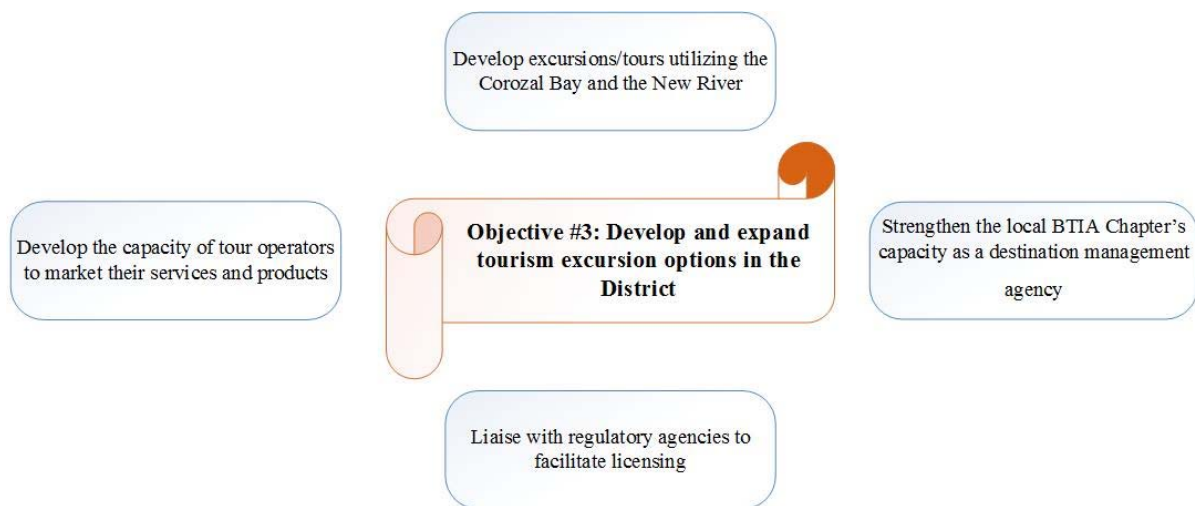 Develop excursions/tours utilizing the
Corozal Bay and the New River
Develop the capacity of tour operators
to market their services and products
Objective #3: Develop and expand
tourism excursion options in the
District
Strengthen the local BTIA Chapter’s
capacity as a destination management
agency
Liaise with regulatory agencies to
facilitate licensing